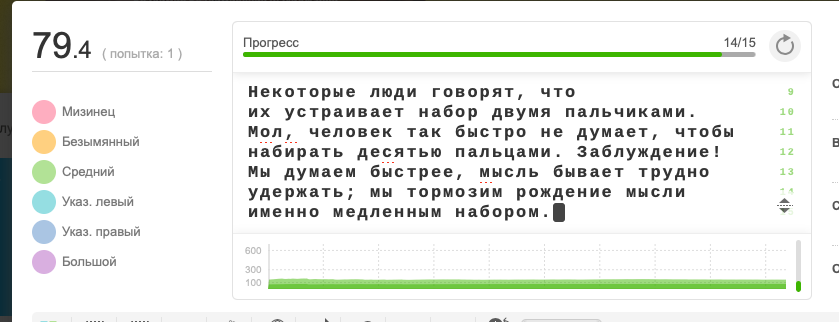 79.4 ( попытка: 1 )
Прогресс 14/15
Мизинец
Безымянный
Средний
Указ. левый
Указ. правый
Большой
Некоторые люди говорят, что 9
их устраивает набор двумя пальчиками. 10
Мол, человек так быстро не думает, чтобы 11
набирать десятью пальцами. Заблуждение! 12
Мы думаем быстрее, мысль бывает трудно 13
удержать; мы тормозим рождение мысли 14
именно медленным набором.
600
300
100